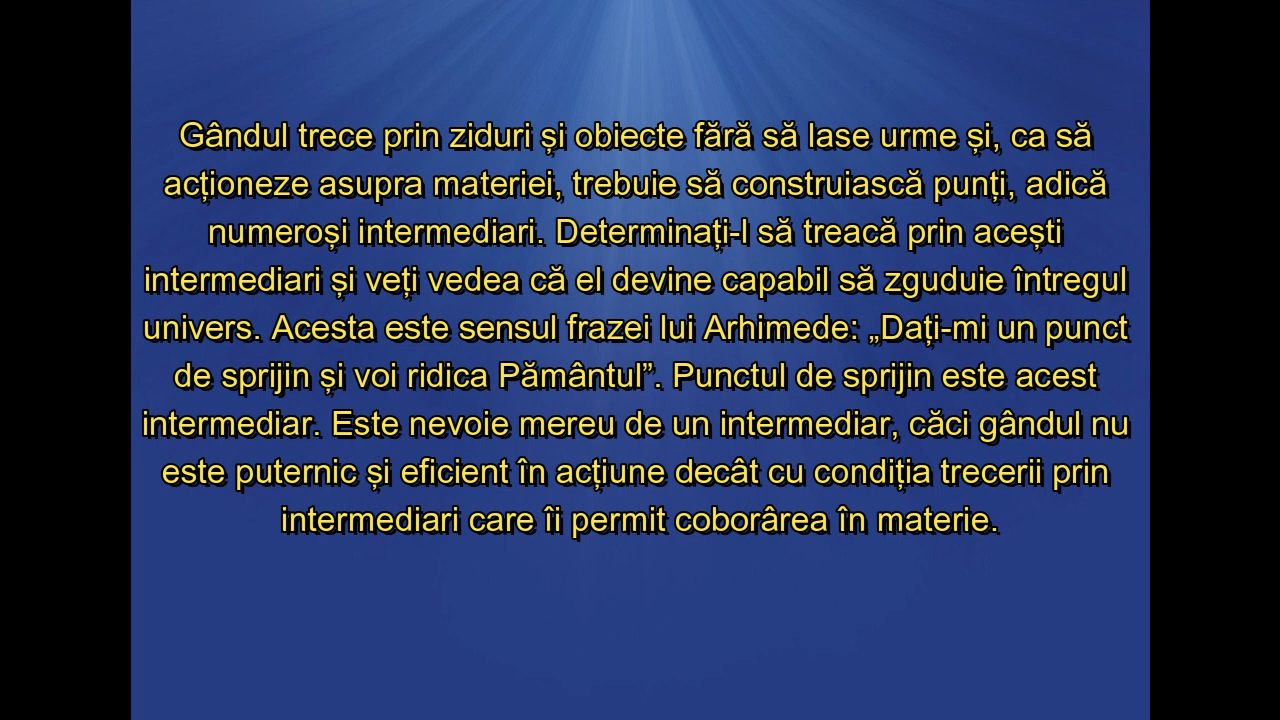 Gândul trece prin ziduri și obiecte fără să lase urme și, ca să
acționeze asupra materiei, trebuie să construiască punți, adică
numeroși intermediari. Determinați-l să treacă prin acești
intermediari și veți vedea că el devine capabil să zguduie întregul
univers. Acesta este sensul frazei lui Arhimede: „Dați-mi un punct
de sprijin și voi ridica Pământul”. Punctul de sprijin este acest
intermediar. Este nevoie mereu de un intermediar, căci gândul nu
este puternic și eficient în acțiune decât cu condiția trecerii prin
intermediari care îi permit coborârea în materie.